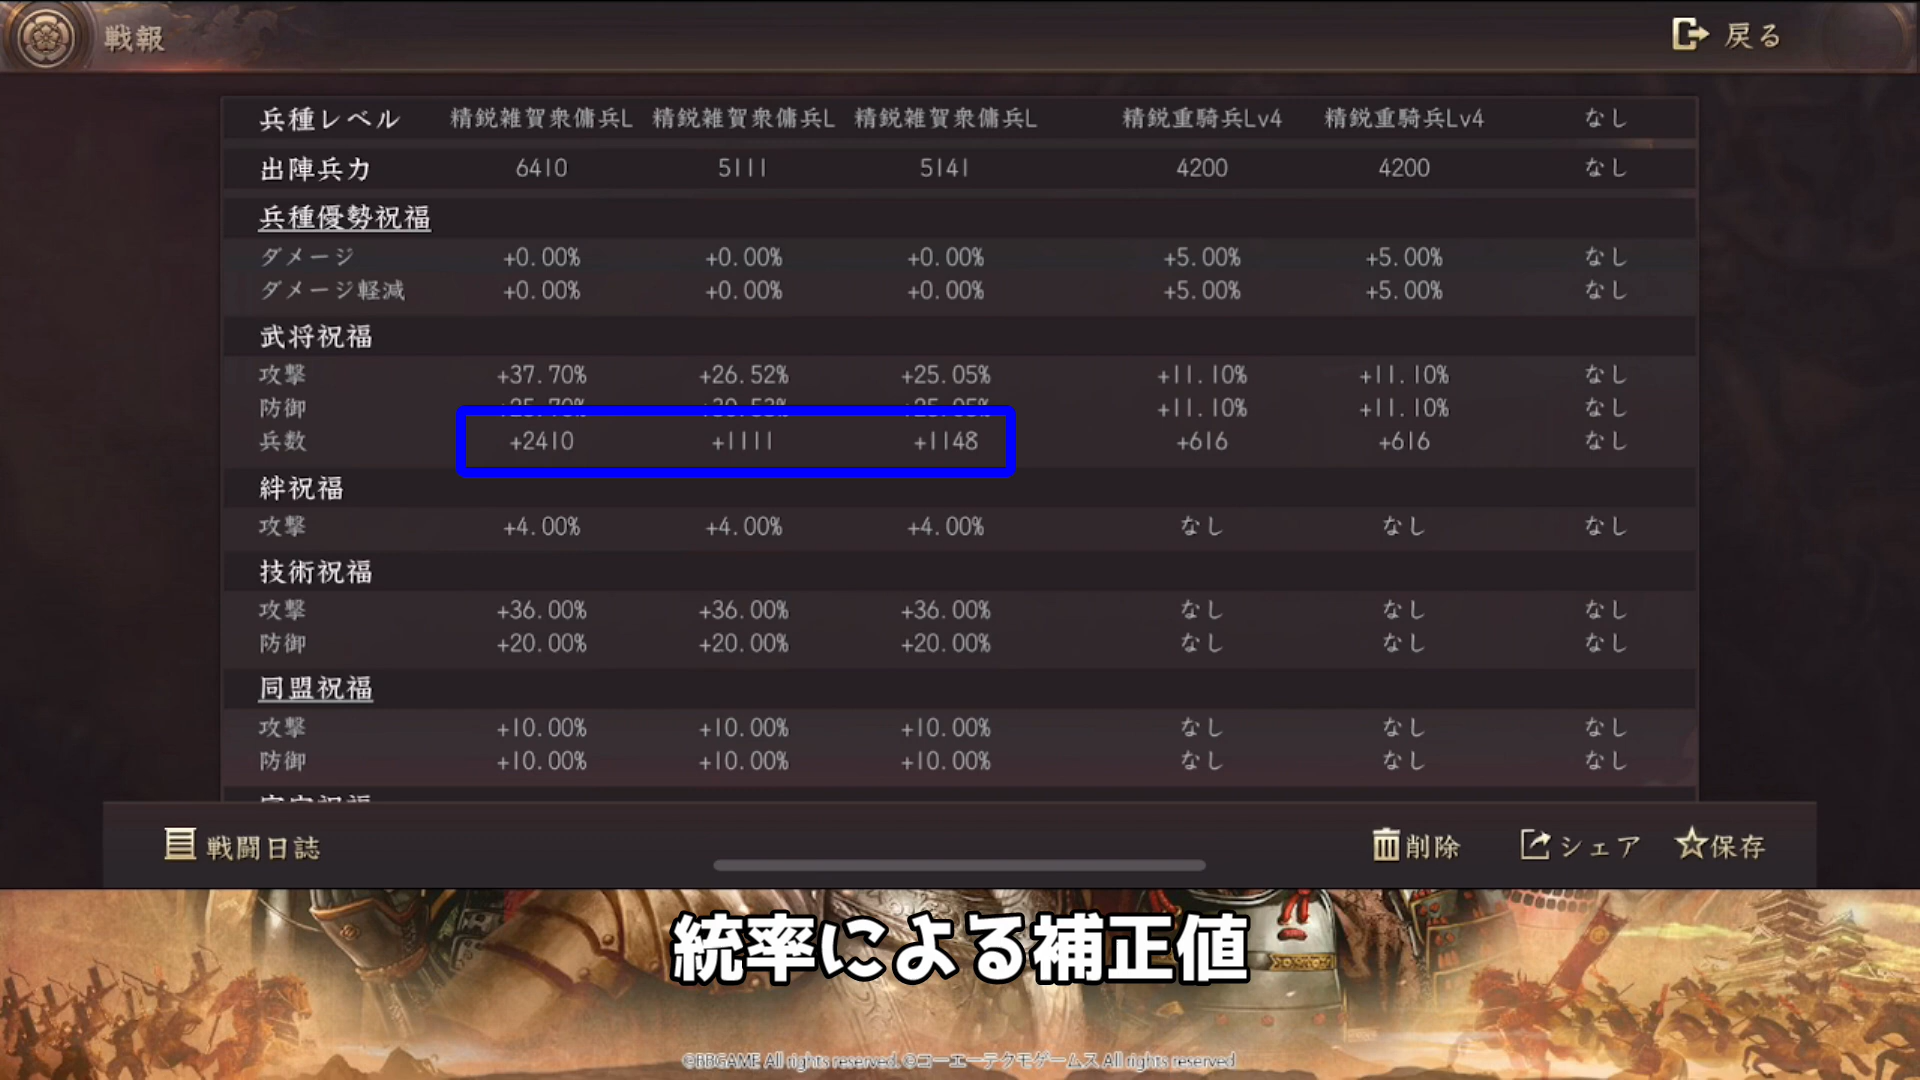 戦報
戻る
兵種レベル 精鋭雑賀衆傭兵L 精鋭雑賀衆傭兵L 精鋭雑賀衆傭兵L 精鋭重騎兵Lv4 精鋭重騎兵Lv4 なし
出陣兵力 6410 5111 5141 4200 4200 なし
兵種優勢祝福
ダメージ +0.00% +0.00% +0.00% +5.00% +5.00% なし
ダメージ軽減 +0.00% +0.00% +0.00% +5.00% +5.00% なし
武将祝福
攻撃 +37.70% +26.52% +25.05% +11.10% +11.10% なし
防御 +11.10% +11.10% なし
兵数 +2410 +1111 +1148 +616 +616 なし
絆祝福
攻撃 +4.00% +4.00% +4.00% なし なし なし
技術祝福
攻撃 +36.00% +36.00% +36.00% なし なし なし
防御 +20.00% +20.00% +20.00% なし なし なし
同盟祝福
攻撃 +10.00% +10.00% +10.00% なし なし なし
防御 +10.00% +10.00% +10.00% なし なし なし
戦闘日誌 削除 シェア 保存
統率による補正値
©BBGAME All rights reserved. ©コーエーテクモゲームス All rights reserved